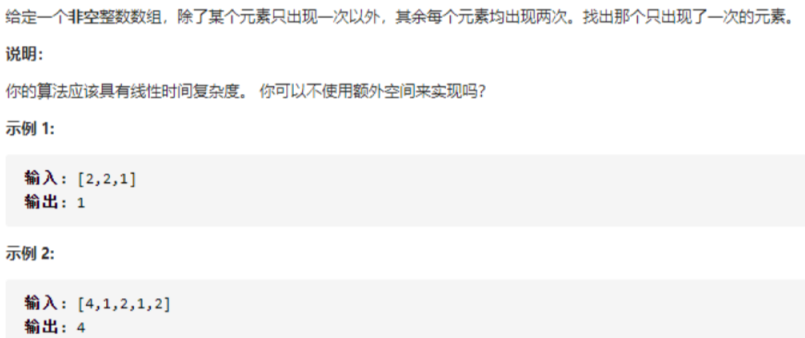 给定一个非空整数数组，除了某个元素只出现一次以外，其余每个元素均出现两次。找出那个只出现了一次的元素。
说明：
你的算法应该具有线性时间复杂度。 你可以不使用额外空间来实现吗？
示例 1:
输入: [2,2,1]
输出: 1
示例 2:
输入: [4,1,2,1,2]
输出: 4